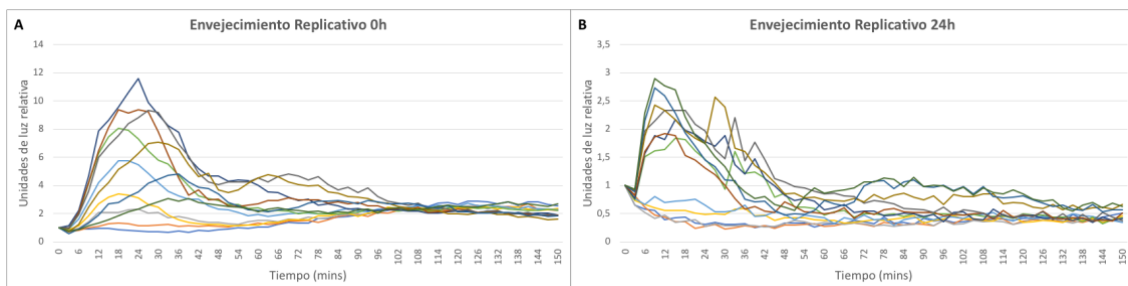 A
Envejecimiento Replicativo 0h
14
12
10
8
6
4
2
0
Unidades de luz relativa
0 6 12 18 24 30 36 42 48 54 60 66 72 78 84 90 96 102 108 114 120 126 132 138 144 150
Tiempo (mins)
B
Envejecimiento Replicativo 24h
3,5
3
2,5
2
1,5
1
0,5
0
Unidades de luz relativa
0 6 12 18 24 30 36 42 48 54 60 66 72 78 84 90 96 102 108 114 120 126 132 138 144 150
Tiempo (mins)